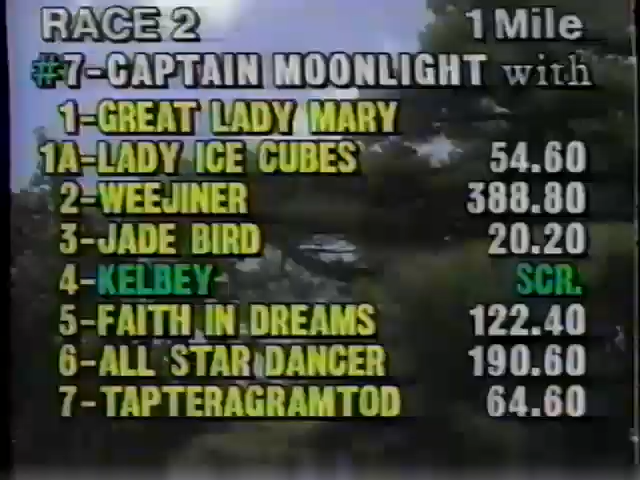 RACE 2 1 Mile
#7-CAPTAIN MOONLIGHT with
1-GREAT LADY MARY
1A-LADY ICE CUBES 54.60
2-WEEJINER 388.80
3-JADE BIRD 20.20
4-KELBEY- SCR.
5-FAITH IN DREAMS 122.40
6-ALL STAR DANCER 190.60
7-TAPTERAGRAMTOD 64.60